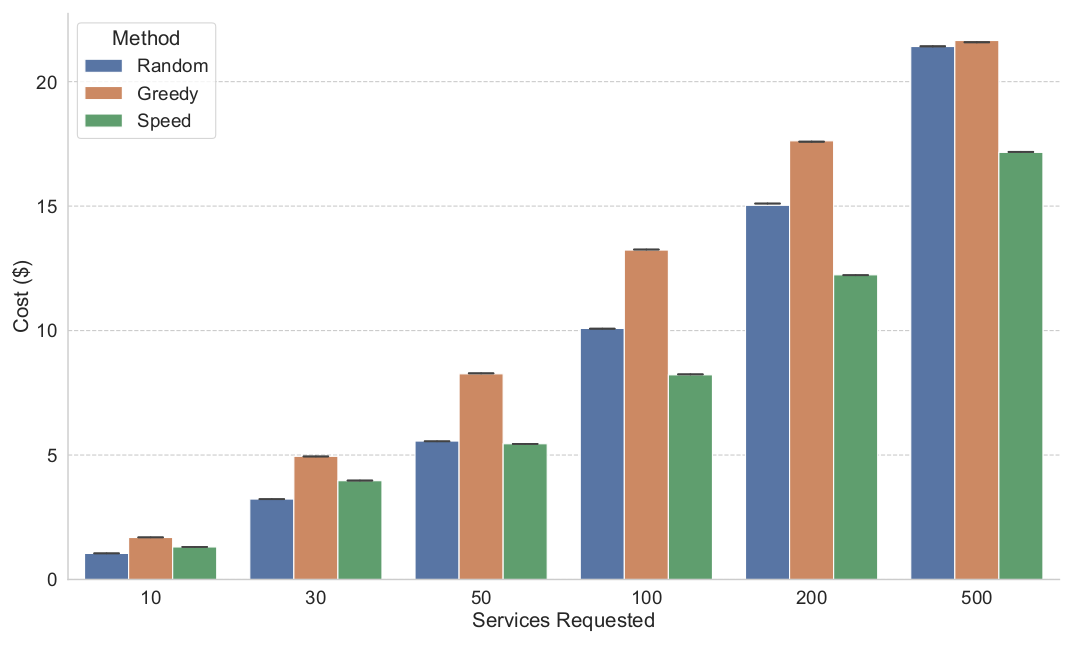 Method
Random
Greedy
Speed
Cost ($)
20
15
10
5
0
10 30 50 100 200 500
Services Requested